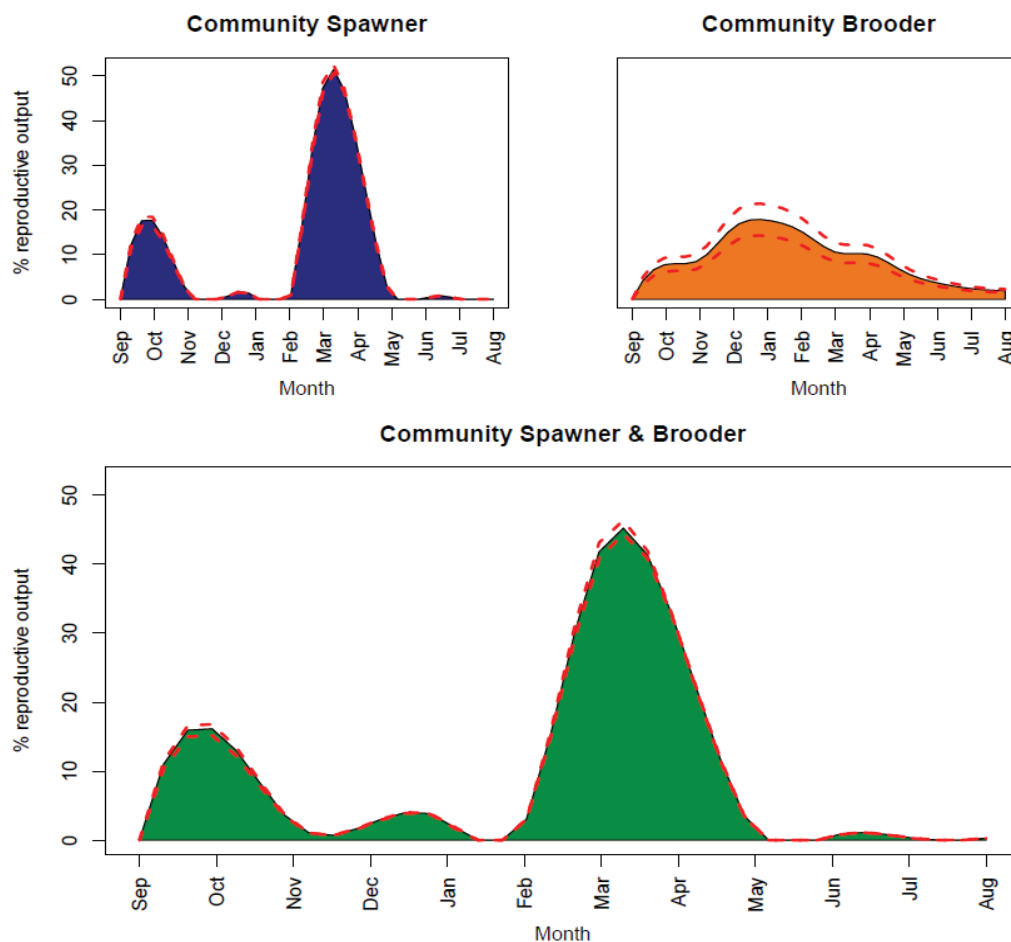 Community Spawner
Community Brooder
% reproductive output
50
40
30
20
10
0
Sep Oct Nov Dec Jan Feb Mar Apr May Jun Jul Aug
Month
Sep Oct Nov Dec Jan Feb Mar Apr May Jun Jul Aug
Month
Community Spawner & Brooder
% reproductive output
50
40
30
20
10
0
Sep Oct Nov Dec Jan Feb Mar Apr May Jun Jul Aug
Month